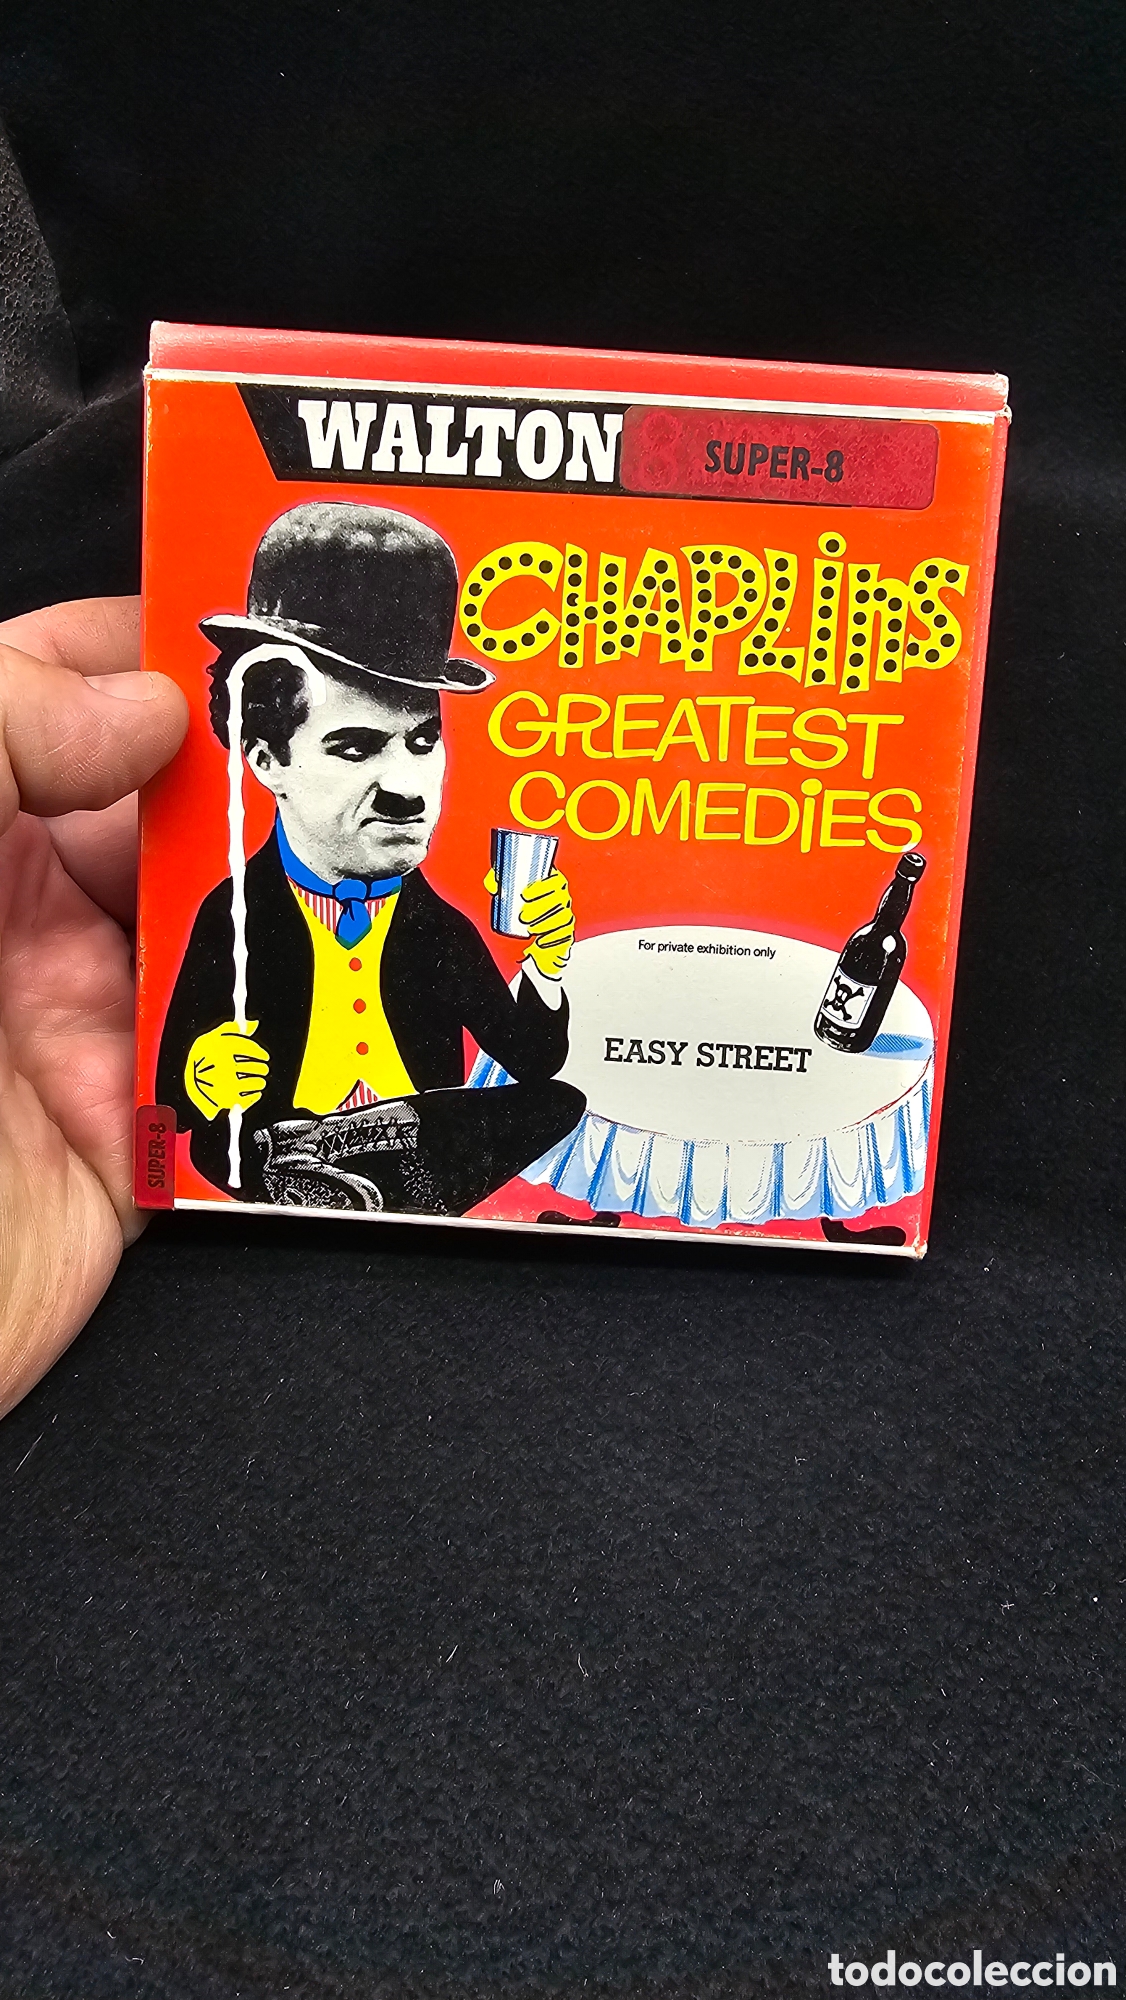 WALTON
SUPER-8
CHAPLiNS
GREATEST
COMEDiES
For private exhibition only
EASY STREET
SUPER-8
todocoleccion